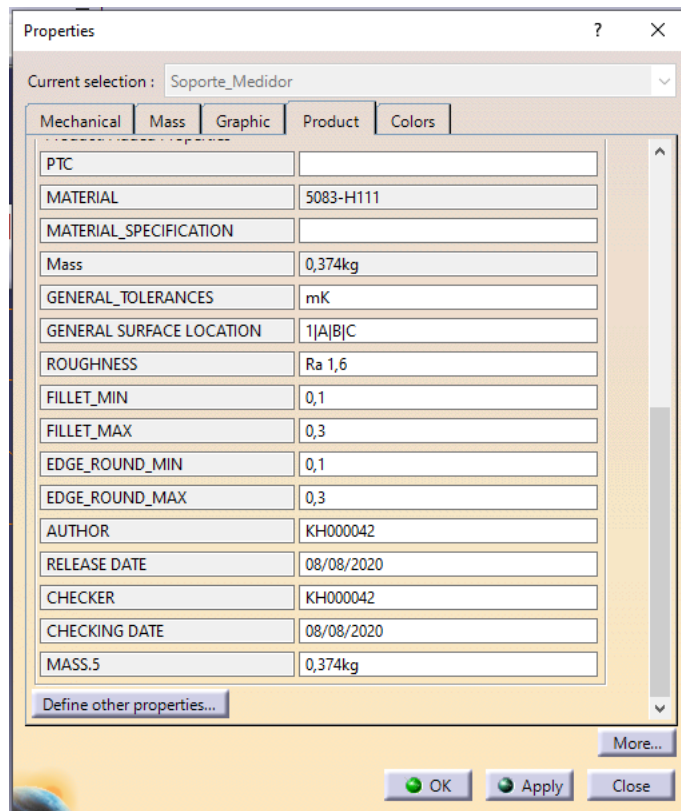 Properties ? ×
Current selection : Soporte_Medidor
Mechanical Mass Graphic Product Colors
Product: Added Properties
PTC
MATERIAL 5083-H111
MATERIAL_SPECIFICATION
Mass 0,374kg
GENERAL_TOLERANCES mK
GENERAL SURFACE LOCATION 1|A|B|C
ROUGHNESS Ra 1,6
FILLET_MIN 0,1
FILLET_MAX 0,3
EDGE_ROUND_MIN 0,1
EDGE_ROUND_MAX 0,3
AUTHOR KH000042
RELEASE DATE 08/08/2020
CHECKER KH000042
CHECKING DATE 08/08/2020
MASS.5 0,374kg
Define other properties...
More...
OK Apply Close